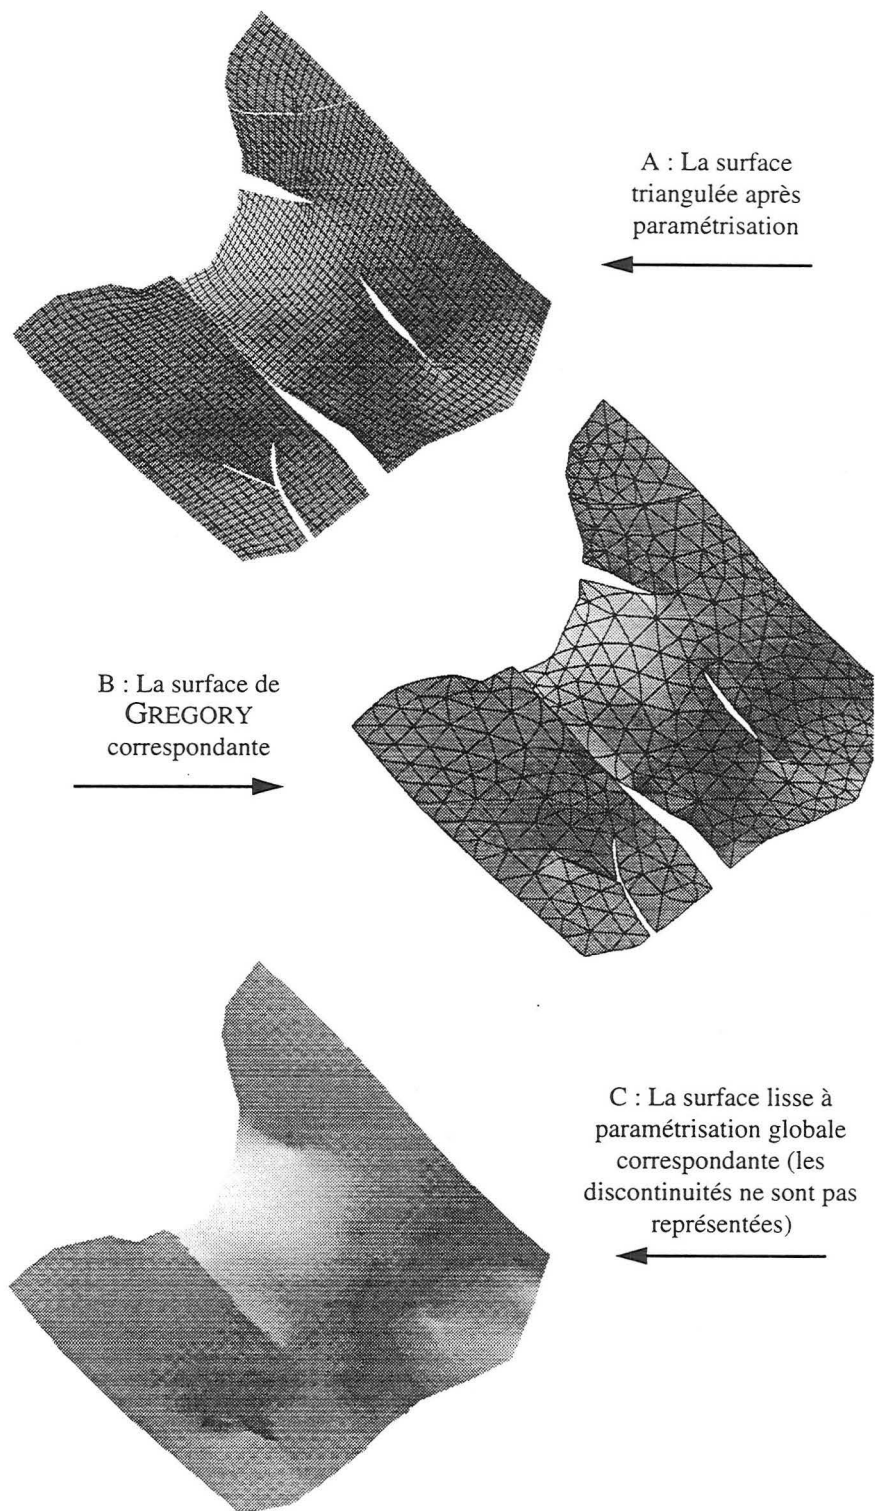 A : La surface
triangulée après
paramétrisation
B : La surface de
GREGORY
correspondante
C : La surface lisse à
paramétrisation globale
correspondante (les
discontinuités ne sont pas
représentées)